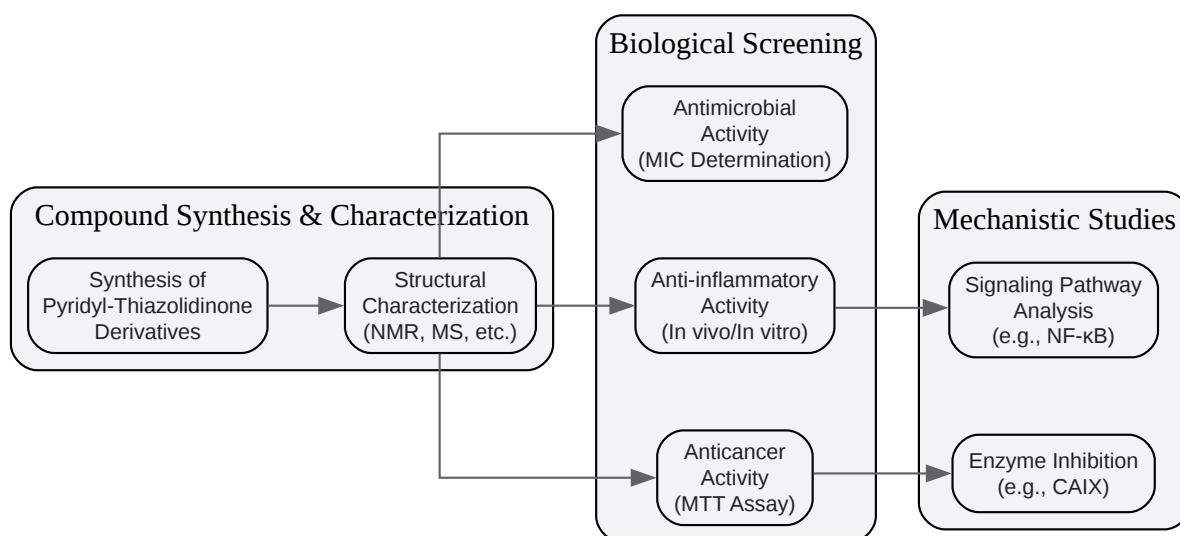 Compound Synthesis & Characterization
Synthesis of
Pyridyl-Thiazolidinone
Derivatives
Structural
Characterization
(NMR, MS, etc.)
Biological Screening
Antimicrobial
Activity
(MIC Determination)
Anti-inflammatory
Activity
(In vivo/In vitro)
Anticancer
Activity
(MTT Assay)
Mechanistic Studies
Signaling Pathway
Analysis
(e.g., NF-κB)
Enzyme Inhibition
(e.g., CAIX)